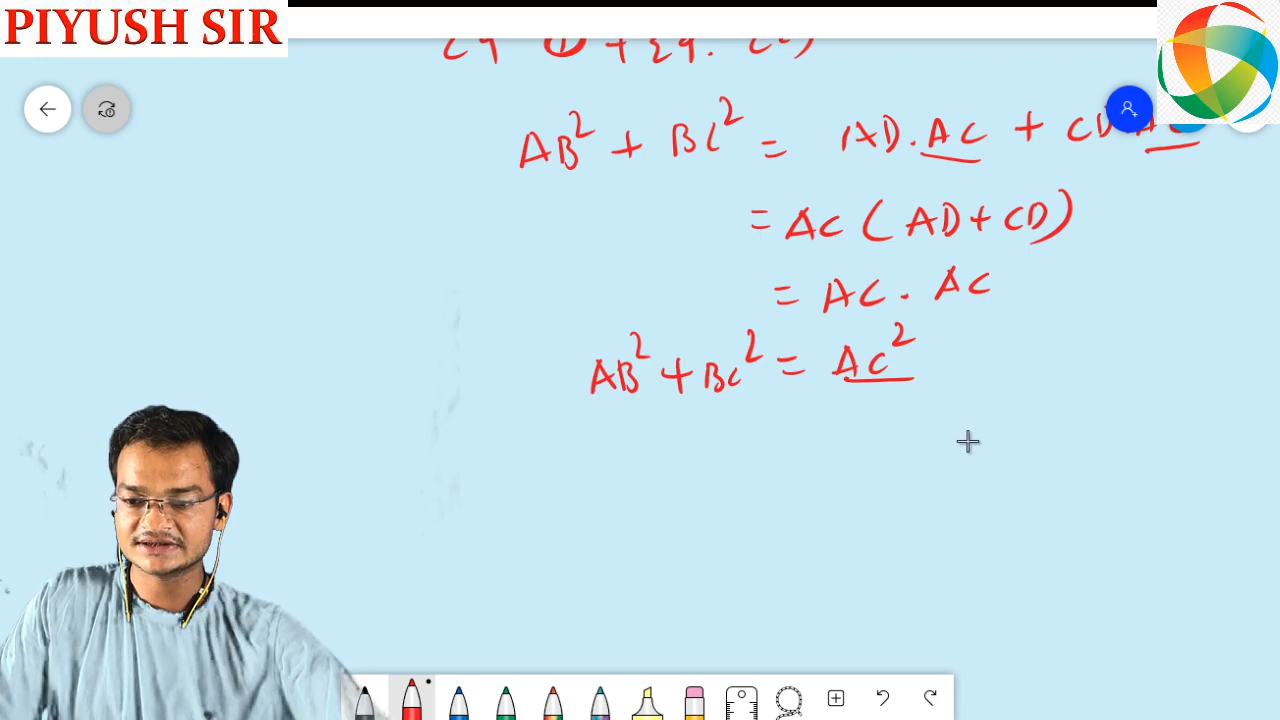 PIYUSH SIR
AB² + BC² = AD.AC + CD.
= AC (AD + CD)
= AC . AC
AB² + BC² = AC²